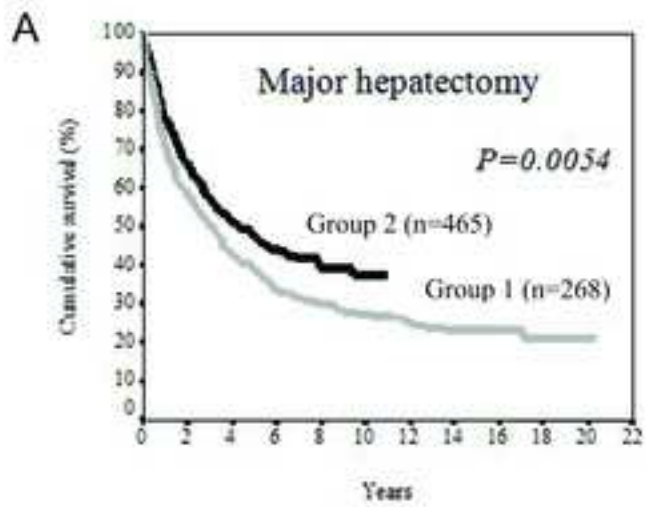 A
Major hepatectomy
P=0.0054
Group 2 (n=465)
Group 1 (n=268)
Cumulative survival (%)
100
90
80
70
60
50
40
30
20
10
0
0 2 4 6 8 10 12 14 16 18 20 22
Years